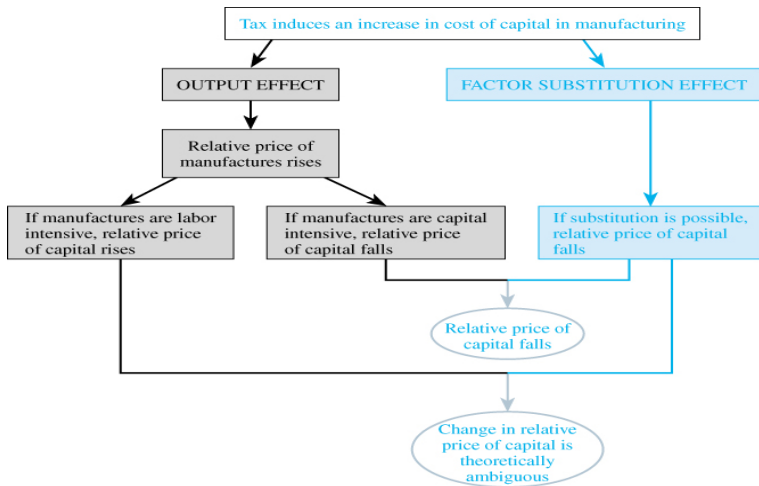 Tax induces an increase in cost of capital in manufacturing
OUTPUT EFFECT
FACTOR SUBSTITUTION EFFECT
Relative price of
manufactures rises
If manufactures are labor
intensive, relative price
of capital rises
If manufactures are capital
intensive, relative price
of capital falls
If substitution is possible,
relative price of capital
falls
Relative price of
capital falls
Change in relative
price of capital is
theoretically
ambiguous